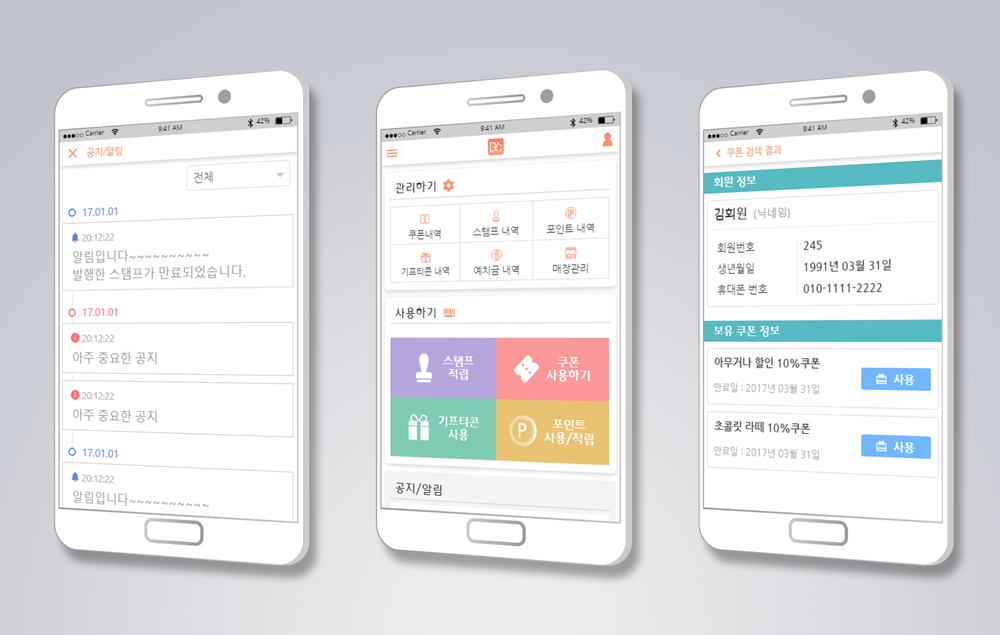 Carrier 9:41 AM 42%
공지/알림
전체
17.01.01
20:12:22
알림입니다~~~~~~~~~~
발행한 스탬프가 만료되었습니다.
17.01.01
20:12:22
아주 중요한 공지
20:12:22
아주 중요한 공지
17.01.01
20:12:22
알림입니다~~~~~~~~~~
Carrier 9:41 AM 42%
관리하기
쿠폰내역 스탬프 내역 포인트 내역
기프티콘 내역 예치금 내역 매장관리
사용하기
스탬프
적립
쿠폰
사용하기
기프티콘
사용
P
포인트
사용/적립
공지/알림
Carrier 9:41 AM 42%
쿠폰 검색 결과
회원 정보
김회원 (닉네임)
회원번호 245
생년월일 1991년 03월 31일
휴대폰 번호 010-1111-2222
보유 쿠폰 정보
아무거나 할인 10%쿠폰
만료일 : 2017년 03월 31일
사용
초콜릿 라떼 10%쿠폰
만료일 : 2017년 03월 31일
사용